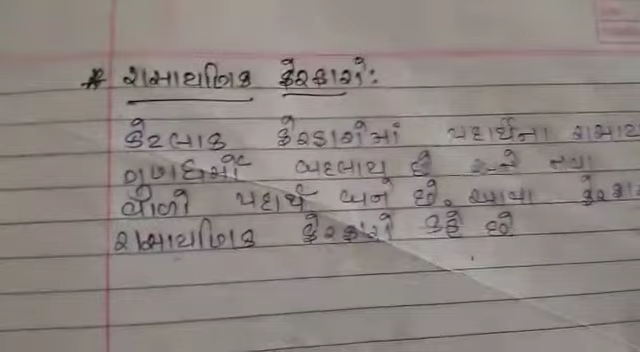 * રાસાયણિક ફેરફારો:
કેટલાક ફેરફારોમાં પદાર્થના રાસાય
ગુણધર્મો બદલાય છે અને નવા
વાળો પદાર્થ બને છે. આવા ફેરફા
રાસાયણિક ફેરફારો કહે છે